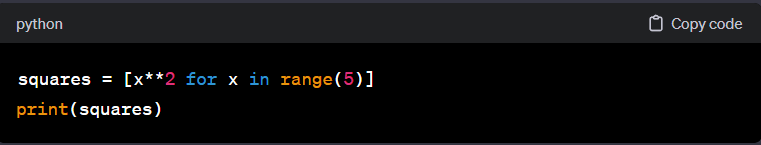 python Copy code
squares = [x**2 for x in range(5)]
print(squares)